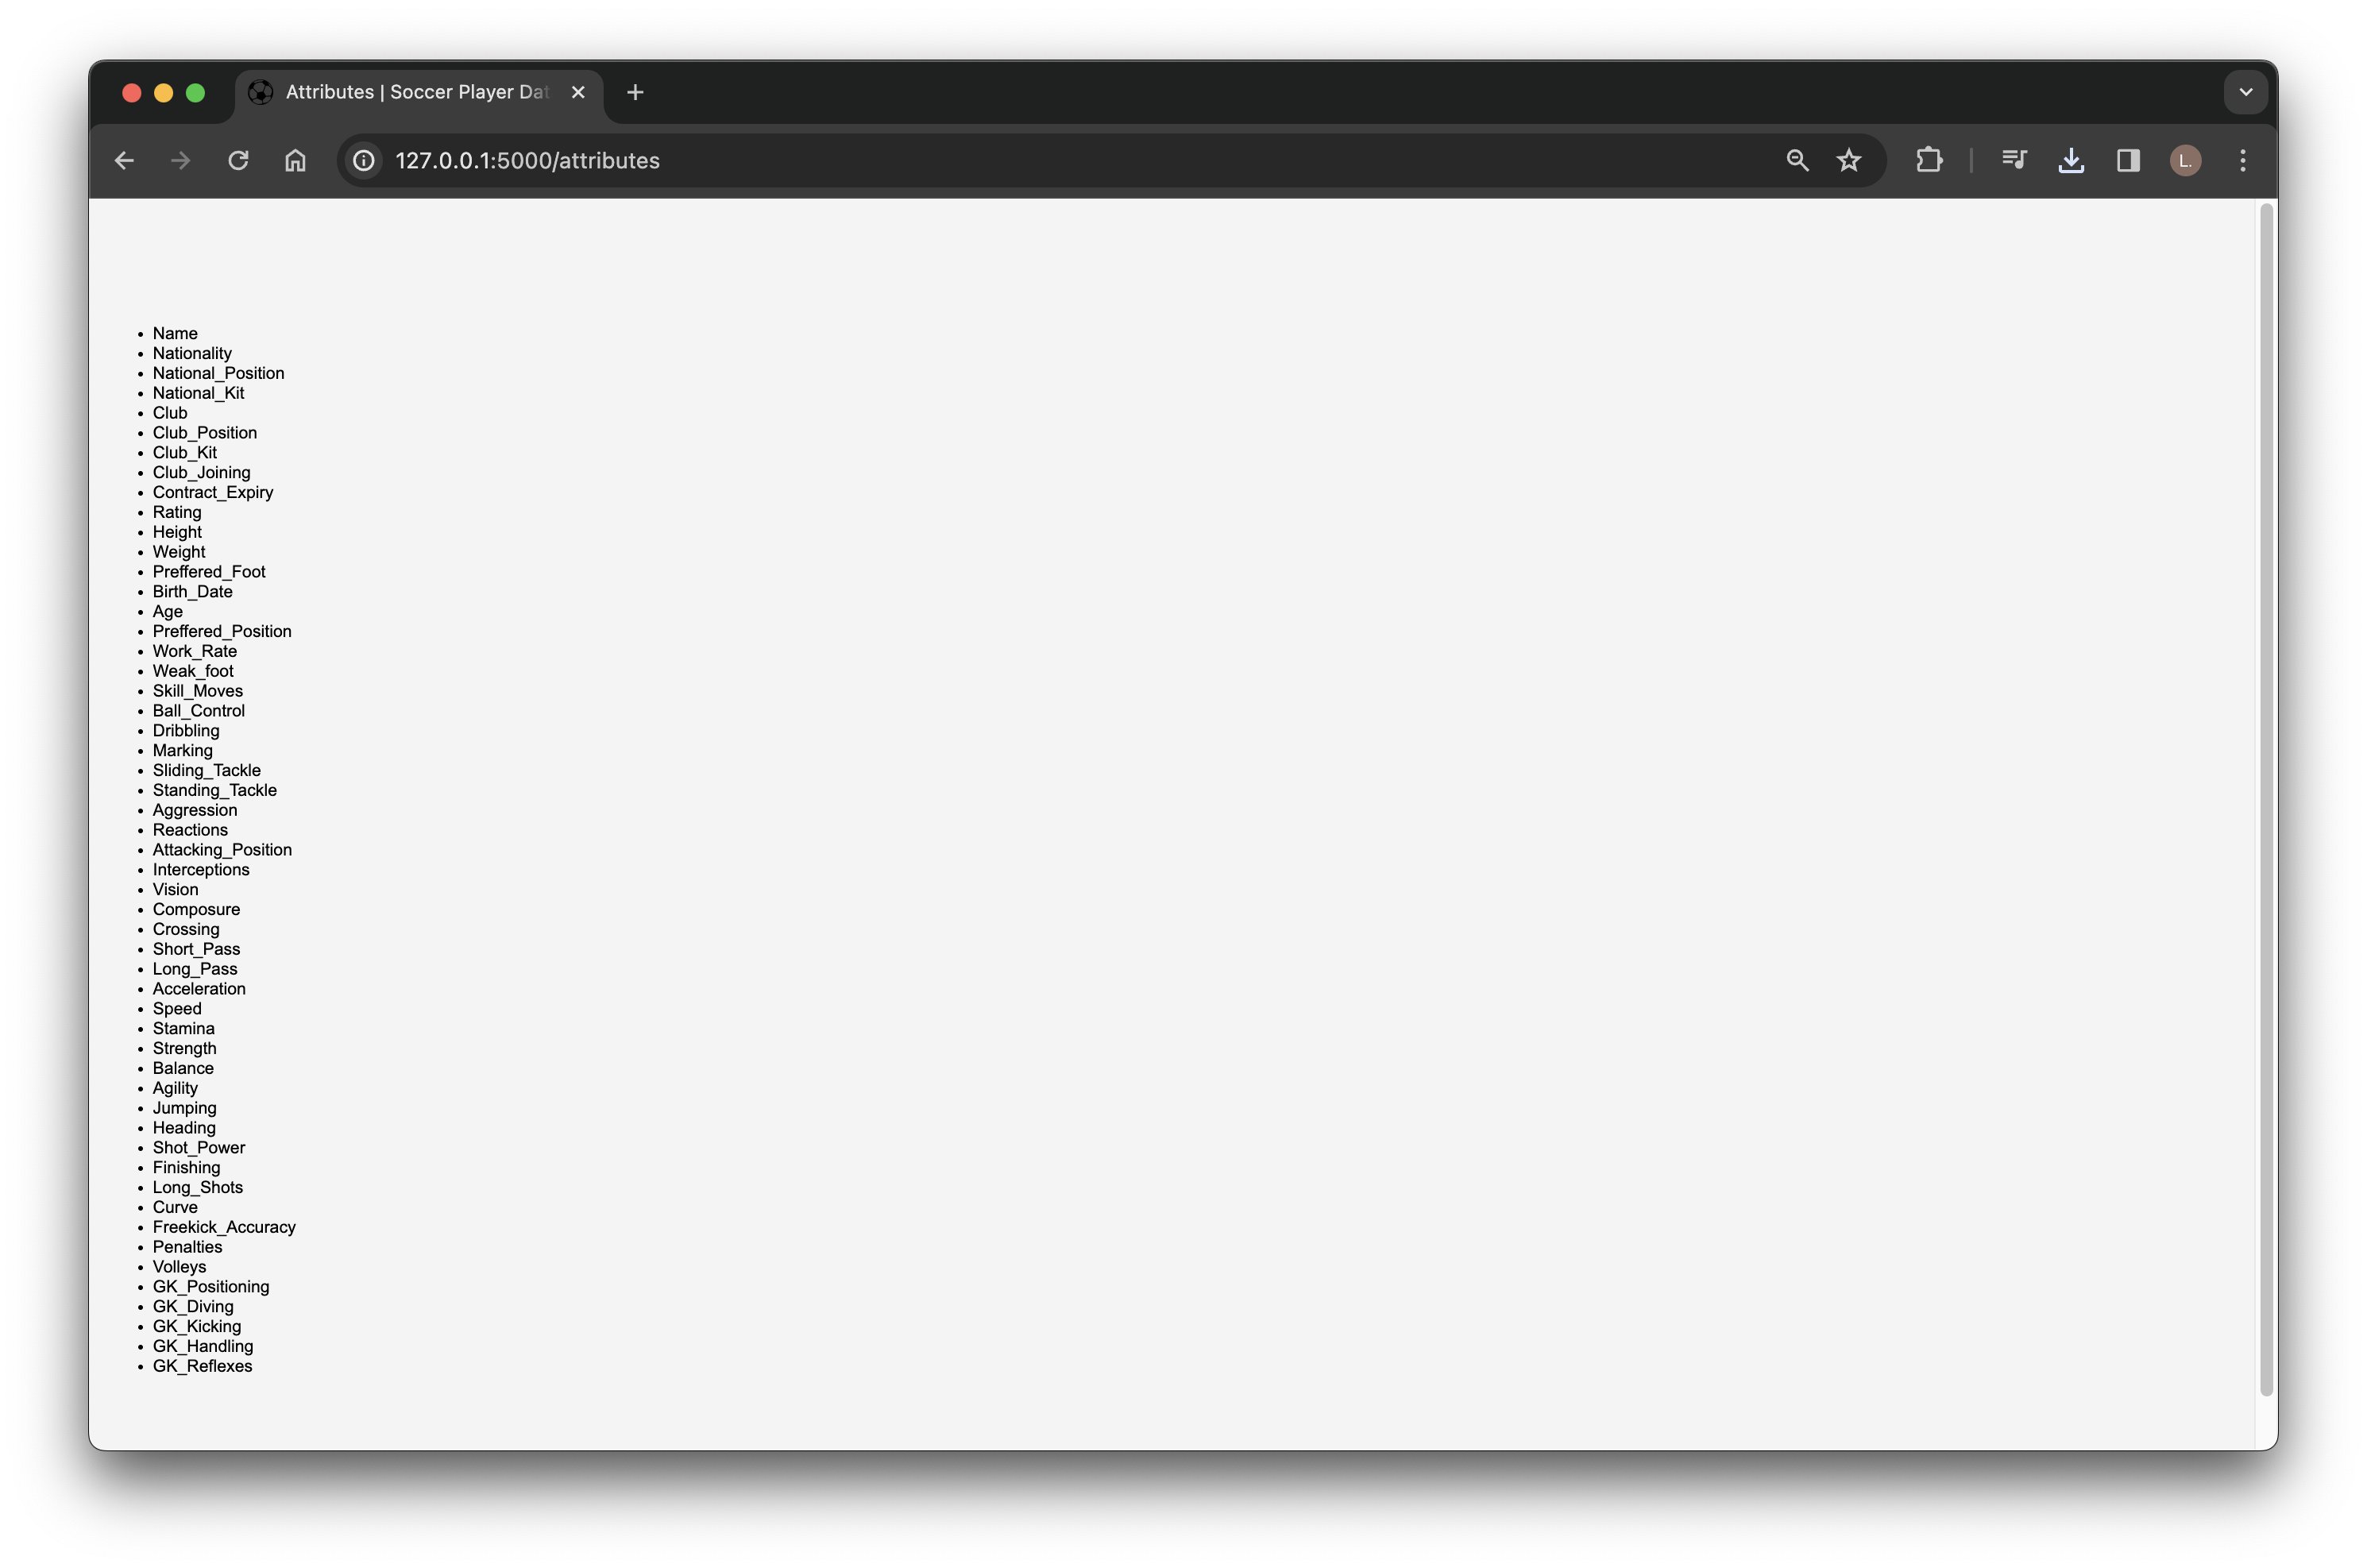 Attributes | Soccer Player Dat
127.0.0.1:5000/attributes
L.
Name
Nationality
National_Position
National_Kit
Club
Club_Position
Club_Kit
Club_Joining
Contract_Expiry
Rating
Height
Weight
Preffered_Foot
Birth_Date
Age
Preffered_Position
Work_Rate
Weak_foot
Skill_Moves
Ball_Control
Dribbling
Marking
Sliding_Tackle
Standing_Tackle
Aggression
Reactions
Attacking_Position
Interceptions
Vision
Composure
Crossing
Short_Pass
Long_Pass
Acceleration
Speed
Stamina
Strength
Balance
Agility
Jumping
Heading
Shot_Power
Finishing
Long_Shots
Curve
Freekick_Accuracy
Penalties
Volleys
GK_Positioning
GK_Diving
GK_Kicking
GK_Handling
GK_Reflexes